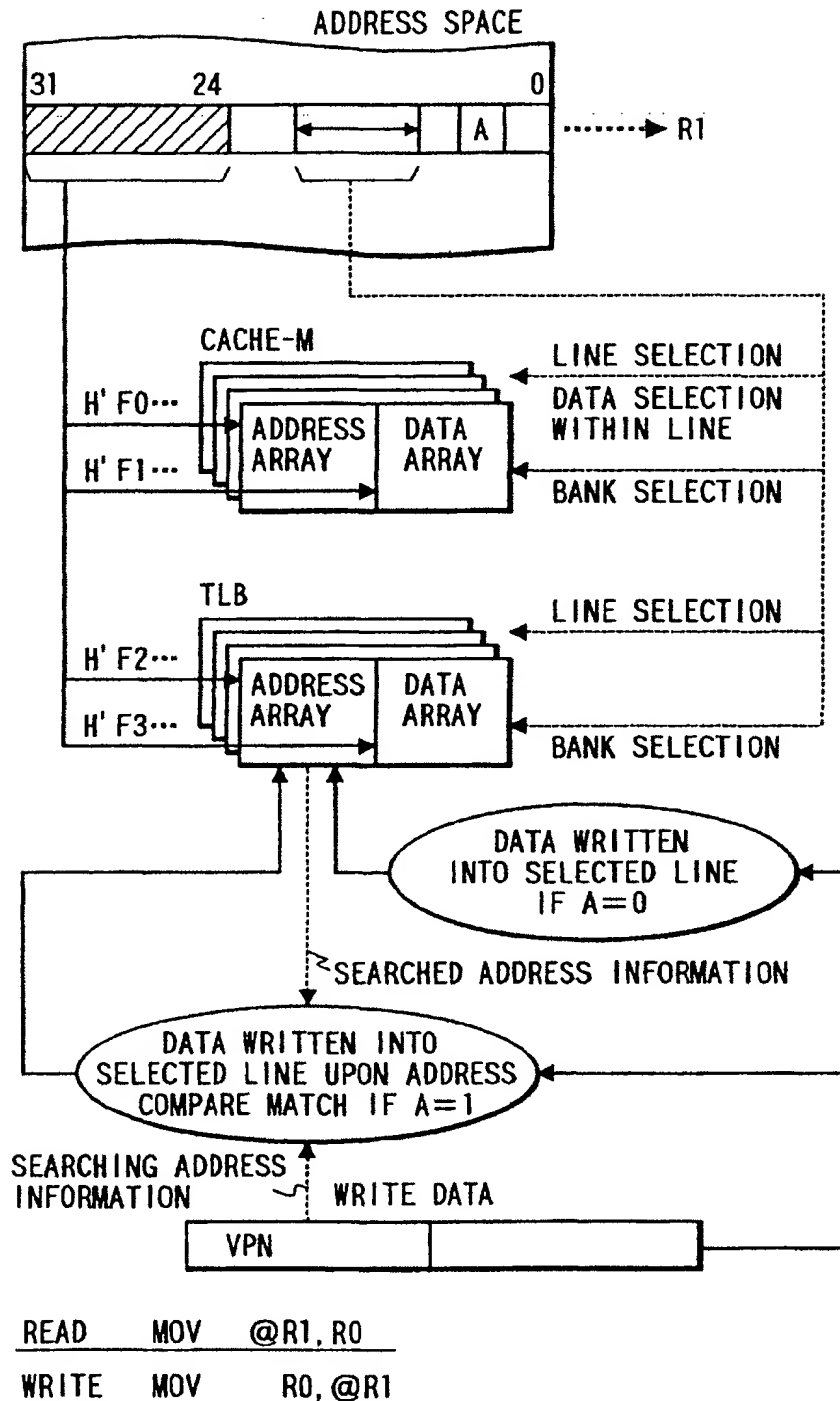 ADDRESS SPACE
31 24 0
A R1
CACHE-M
LINE SELECTION
H' F0···
ADDRESS ARRAY
DATA ARRAY
DATA SELECTION
WITHIN LINE
H' F1···
BANK SELECTION
TLB
LINE SELECTION
H' F2···
ADDRESS ARRAY
DATA ARRAY
H' F3···
BANK SELECTION
DATA WRITTEN
INTO SELECTED LINE
IF A=0
SEARCHED ADDRESS INFORMATION
DATA WRITTEN INTO
SELECTED LINE UPON ADDRESS
COMPARE MATCH IF A=1
SEARCHING ADDRESS
INFORMATION
WRITE DATA
VPN
READ MOV @R1, R0
WRITE MOV R0, @R1